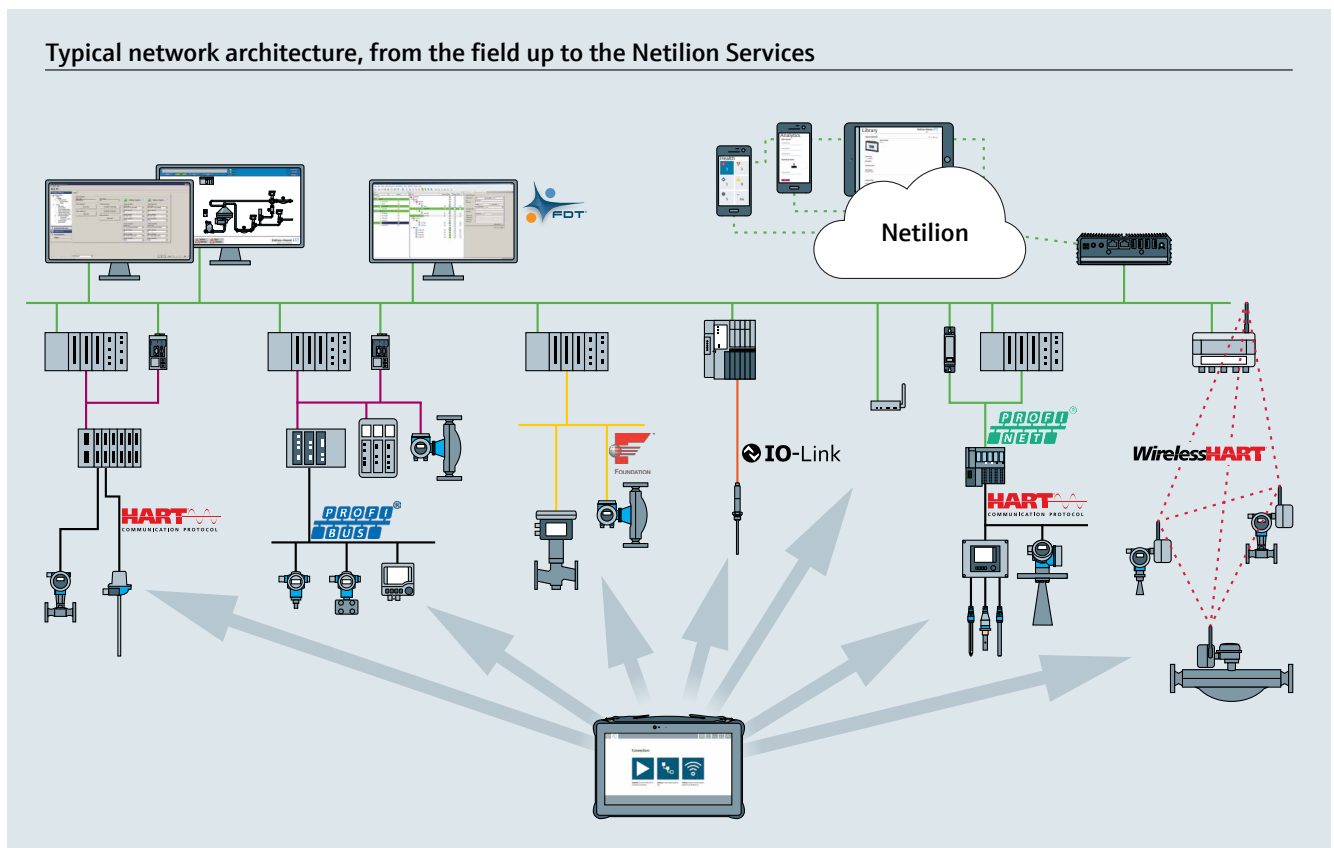 Typical network architecture, from the field up to the Netilion Services
Analytics
Library
Health
FDT
Netilion
PROFI
NET
FOUNDATION
IO-Link
WirelessHART
HART
COMMUNICATION PROTOCOL
PROFI
BUS
HART
COMMUNICATION PROTOCOL